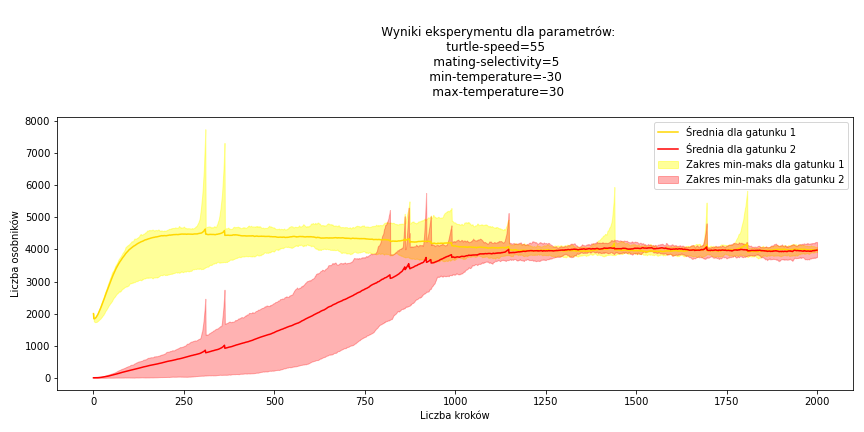 Wyniki eksperymentu dla parametrów:
turtle-speed=55
mating-selectivity=5
min-temperature=-30
max-temperature=30
8000
7000
6000
5000
4000
3000
2000
1000
0
Liczba osobników
Średnia dla gatunku 1
Średnia dla gatunku 2
Zakres min-maks dla gatunku 1
Zakres min-maks dla gatunku 2
0 250 500 750 1000 1250 1500 1750 2000
Liczba kroków